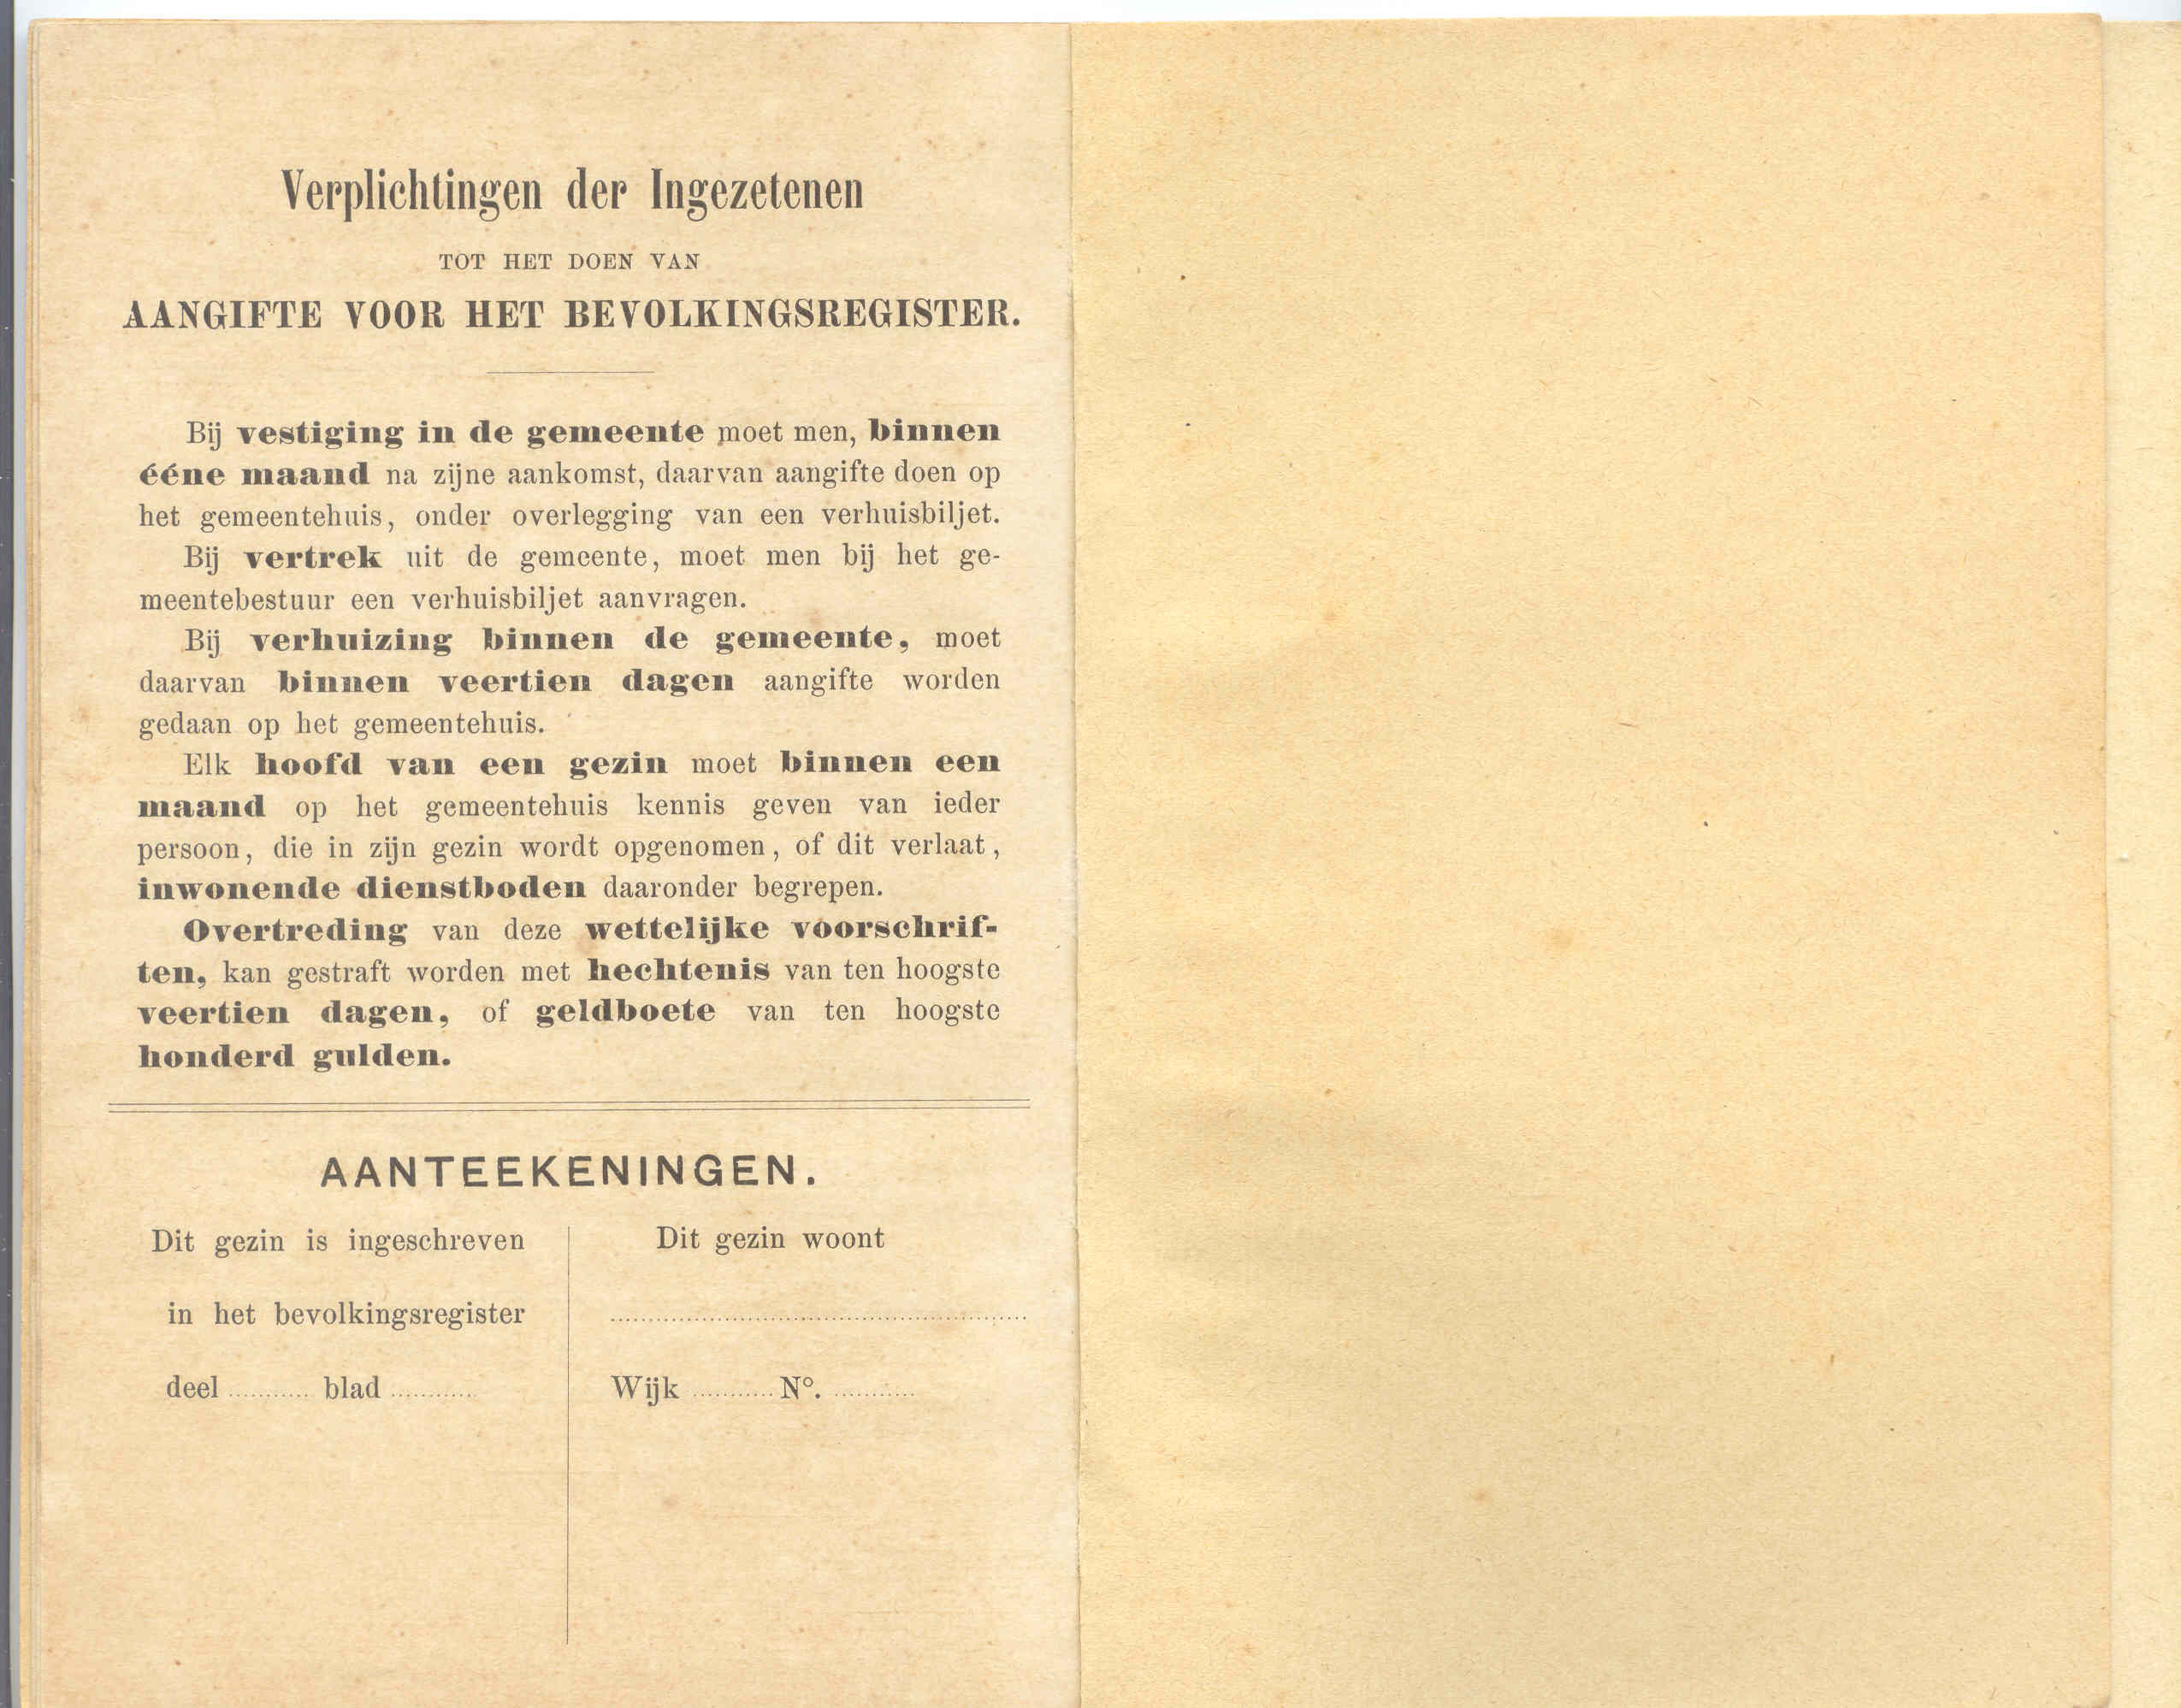 Verplichtingen der Ingezetenen
TOT HET DOEN VAN
AANGIFTE VOOR HET BEVOLKINGSREGISTER.
Bij vestiging in de gemeente moet men, binnen
ééne maand na zijne aankomst, daarvan aangifte doen op
het gemeentehuis, onder overlegging van een verhuisbiljet.
Bij vertrek uit de gemeente, moet men bij het ge-
meentebestuur een verhuisbiljet aanvragen.
Bij verhuizing binnen de gemeente, moet
daarvan binnen veertien dagen aangifte worden
gedaan op het gemeentehuis.
Elk hoofd van een gezin moet binnen een
maand op het gemeentehuis kennis geven van ieder
persoon, die in zijn gezin wordt opgenomen, of dit verlaat,
inwonende dienstboden daaronder begrepen.
Overtreding van deze wettelijke voorschrif-
ten, kan gestraft worden met hechtenis van ten hoogste
veertien dagen, of geldboete van ten hoogste
honderd gulden.
AANTEEKENINGEN.
Dit gezin is ingeschreven
in het bevolkingsregister
deel ............ blad ............
Dit gezin woont
............................................................
Wijk ............ Nº. ............